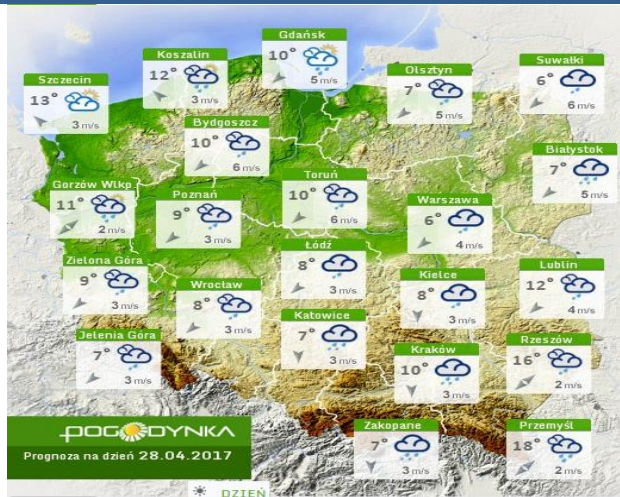 Gdańsk
10°
5 m/s
Koszalin
12°
3 m/s
Szczecin
13°
3 m/s
Olsztyn
7°
5 m/s
Suwałki
6°
6 m/s
Bydgoszcz
10°
6 m/s
Białystok
7°
5 m/s
Gorzów Wlkp.
11°
2 m/s
Poznań
9°
3 m/s
Toruń
10°
6 m/s
Warszawa
6°
4 m/s
Łódź
8°
3 m/s
Zielona Góra
9°
3 m/s
Wrocław
8°
3 m/s
Kielce
8°
3 m/s
Lublin
12°
4 m/s
Katowice
7°
3 m/s
Jelenia Góra
7°
3 m/s
Kraków
10°
3 m/s
Rzeszów
16°
2 m/s
Zakopane
7°
3 m/s
Przemyśl
18°
2 m/s
POGODYNKA
Prognoza na dzień 28.04.2017
DZIEŃ